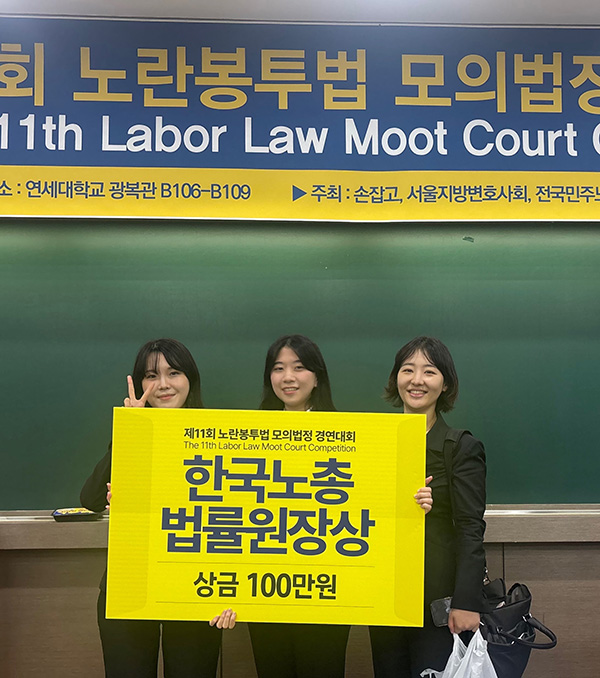 회 노란봉투법 모의법정
11th Labor Law Moot Court
소 : 연세대학교 광복관 B106-B109 ▶ 주최 : 손잡고, 서울지방변호사회, 전국민주노
제11회 노란봉투법 모의법정 경연대회
The 11th Labor Law Moot Court Competition
한국노총
법률원장상
상금 100만원